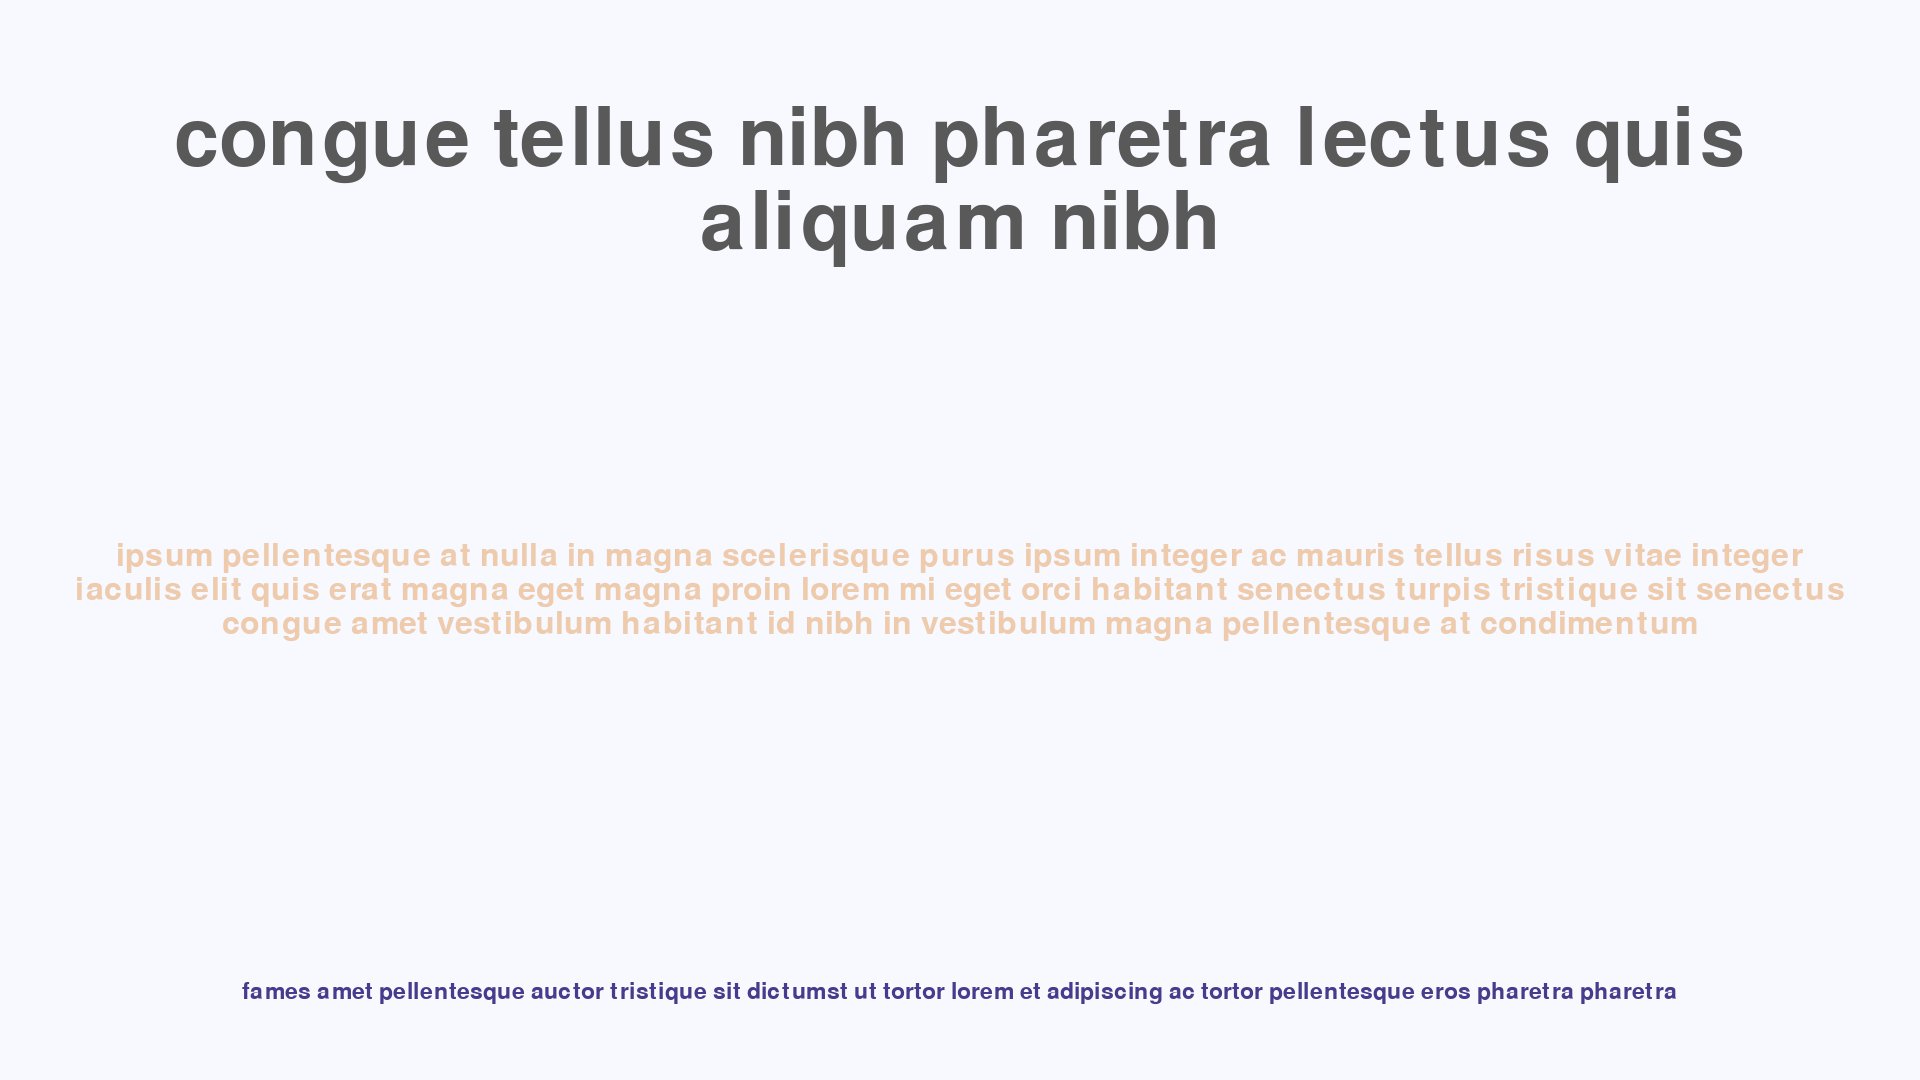 congue tellus nibh pharetra lectus quis
aliquam nibh
ipsum pellentesque at nulla in magna scelerisque purus ipsum integer ac mauris tellus risus vitae integer
iaculis elit quis erat magna eget magna proin lorem mi eget orci habitant senectus turpis tristique sit senectus
congue amet vestibulum habitant id nibh in vestibulum magna pellentesque at condimentum
fames amet pellentesque auctor tristique sit dictumst ut tortor lorem et adipiscing ac tortor pellentesque eros pharetra pharetra